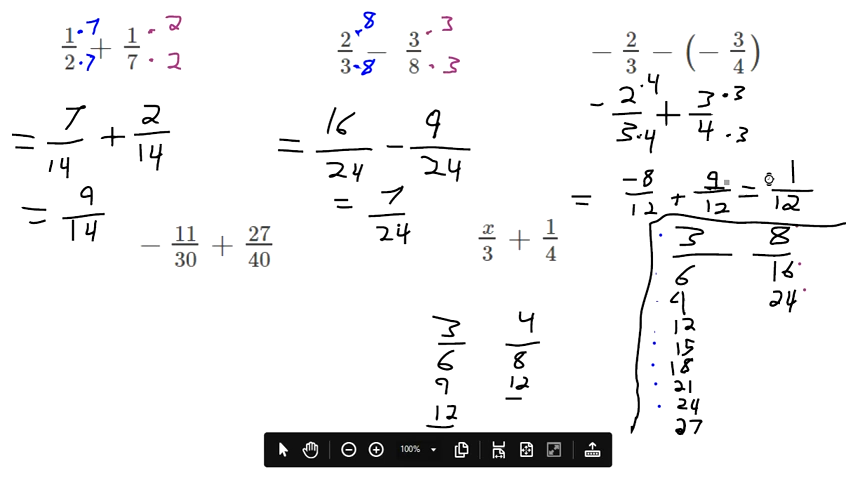 1/2 ·7 ·7 + 1/7 ·2 ·2
= 7/14 + 2/14
= 9/14
2/3 ·8 ·8 − 3/8 ·3 ·3
= 16/24 − 9/24
= 7/24
− 2/3 − (− 3/4)
− 2·4/3·4 + 3·3/4·3
= −8/12 + 9/12 = 1/12
− 11/30 + 27/40
x/3 + 1/4
3 4
6 8
9 12
12
3 8
6 16
9 24
12
15
18
21
24
27
100%